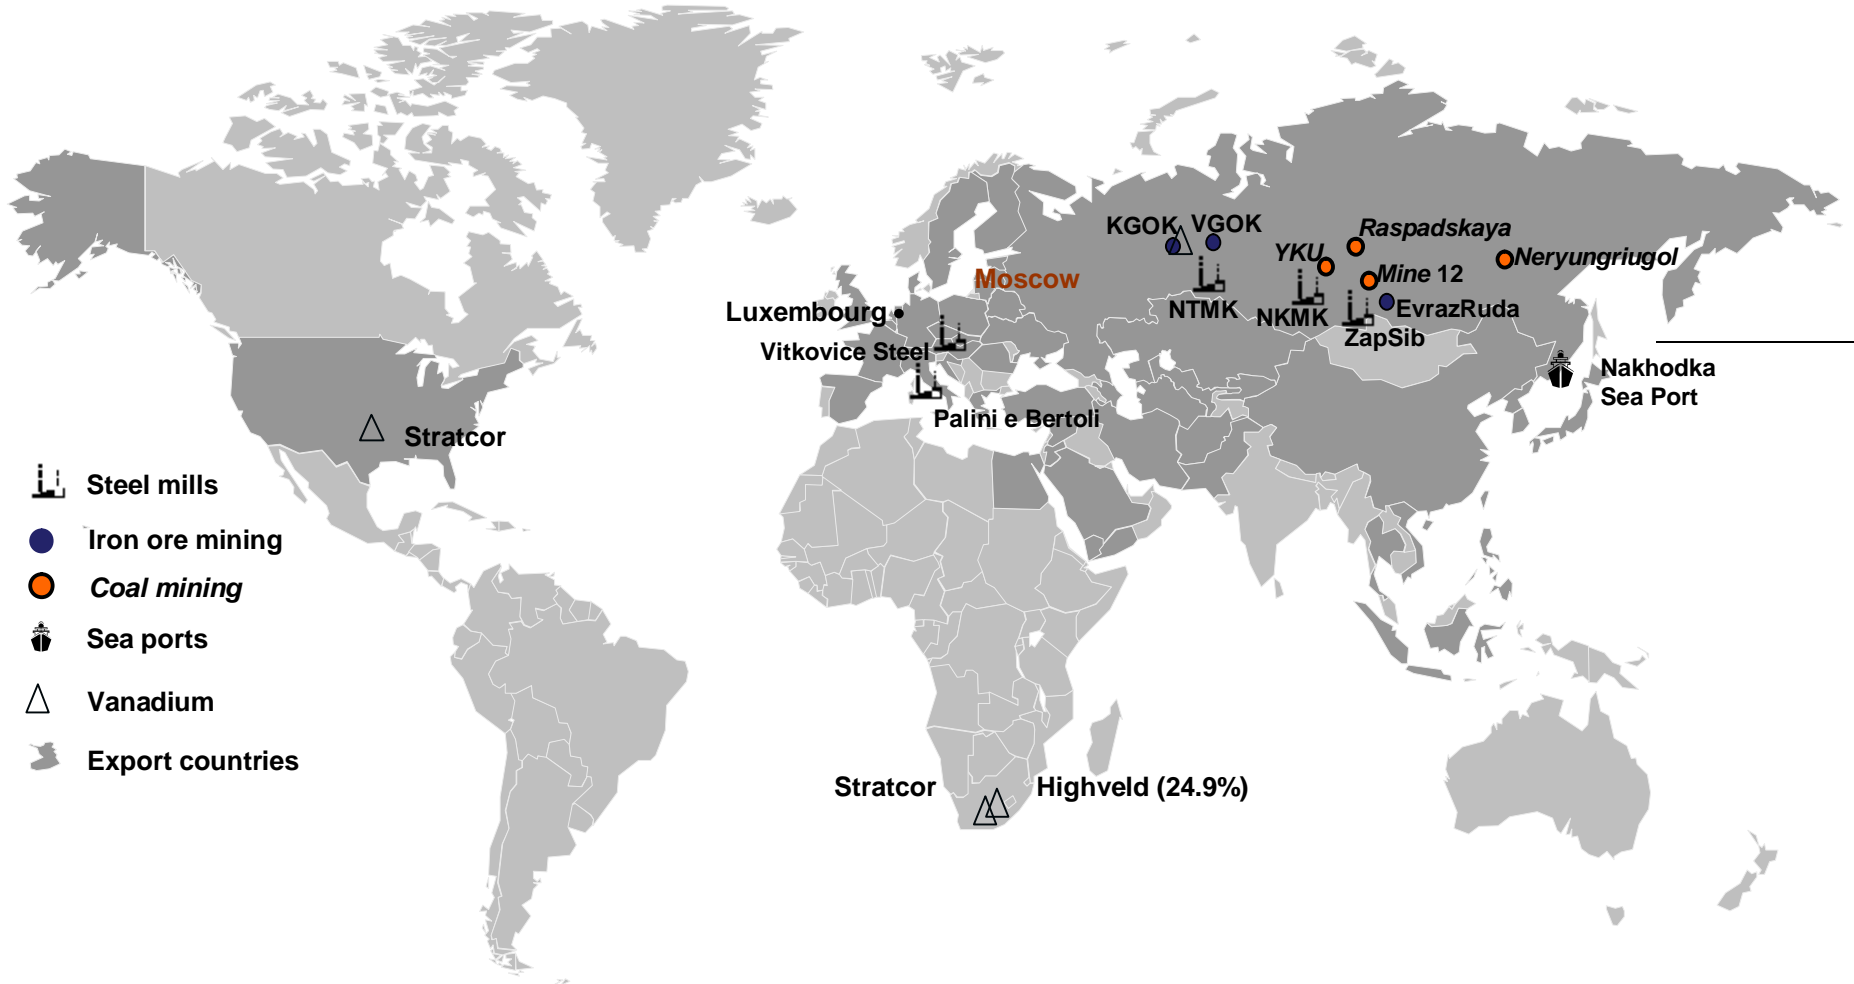 KGOK
VGOK
Raspadskaya
YKU
Neryungriugol
Mine 12
Moscow
NTMK
NKMK
EvrazRuda
Luxembourg
ZapSib
Vitkovice Steel
Nakhodka
Sea Port
Palini e Bertoli
Stratcor
Steel mills
Iron ore mining
Coal mining
Sea ports
Vanadium
Export countries
Stratcor
Highveld (24.9%)